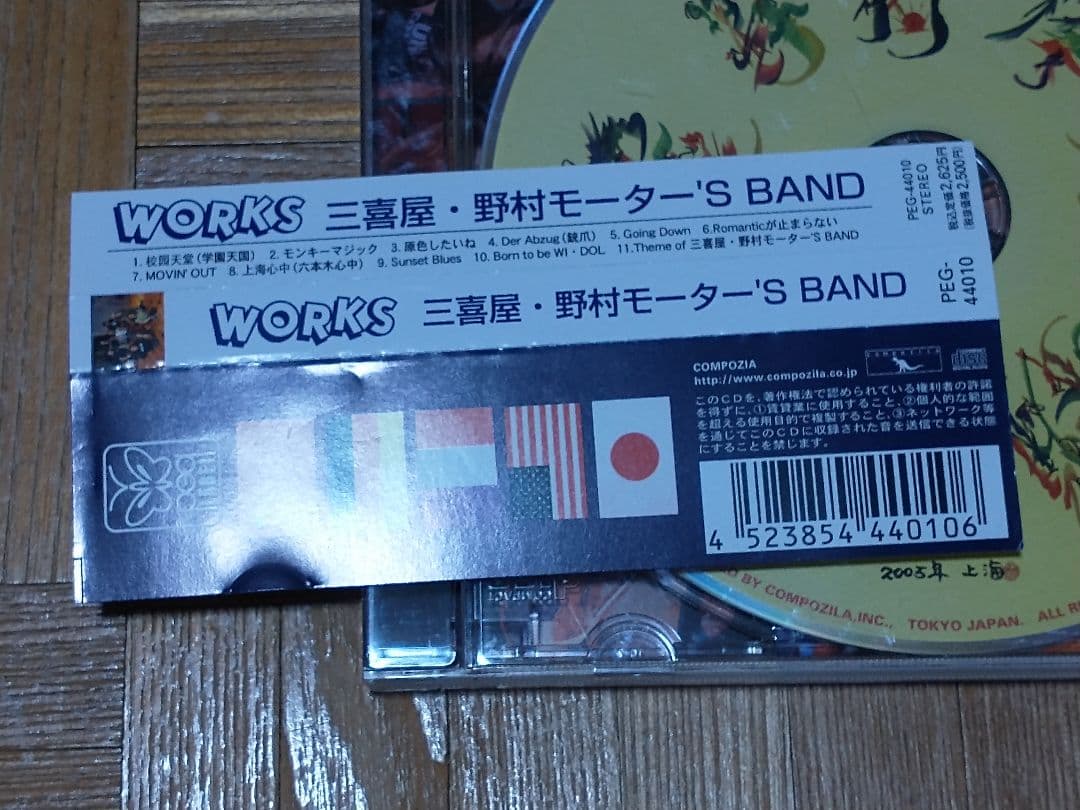 WORKS 三喜屋・野村モーター'S BAND
1. 校园天堂(学園天国) 2. モンキーマジック 3. 原色したいね 4. Der Abzug(銃爪) 5. Going Down 6.Romanticが止まらない
7. MOVIN' OUT 8. 上海心中(六本木心中) 9. Sunset Blues 10. Born to be WI・DOL 11.Theme of 三喜屋・野村モーター'S BAND
PEG-44010
STEREO
税込定価2,625円
(税抜価格2,500円)
WORKS 三喜屋・野村モーター'S BAND
PEG-
44010
COMPOZIA
http://www.compozila.co.jp
このCDを、著作権法で認められている権利者の許諾
を得ずに、①賃貸業に使用すること、②個人的な範囲
を超える使用目的で複製すること、③ネットワーク等
を通じてこのCDに収録された音を送信できる状態
にすることを禁じます。
4 523854 440106
2005年 上海
BY COMPOZILA,INC., TOKYO JAPAN. ALL RE